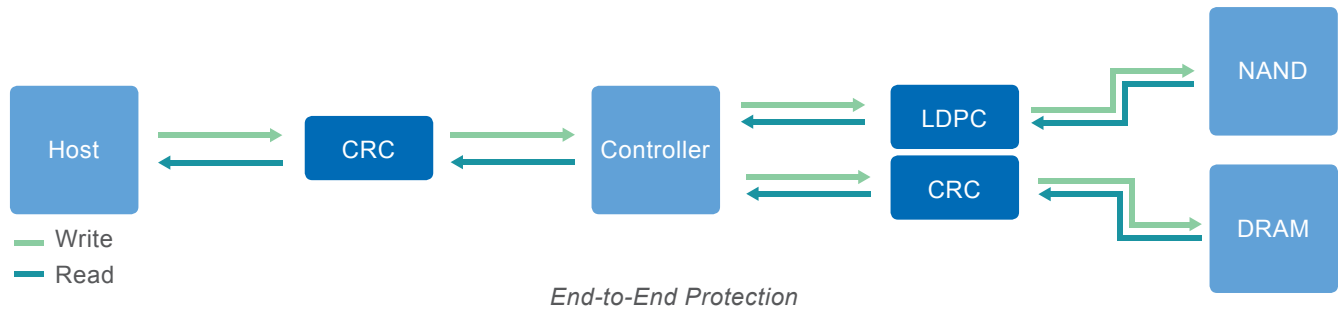 Host
CRC
Controller
LDPC
CRC
NAND
DRAM
Write
Read
End-to-End Protection